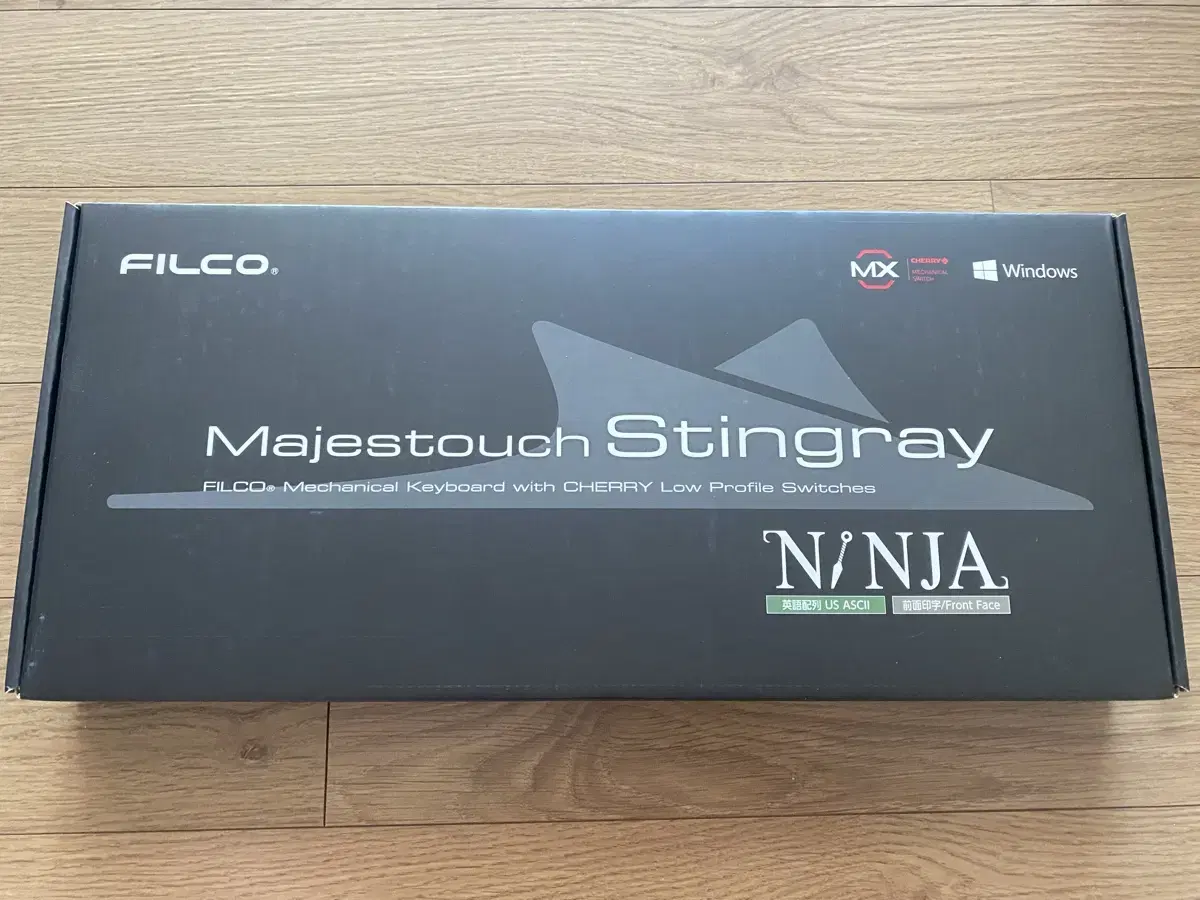 FILCO®
MX
CHERRY
MECHANICAL
SWITCH
Windows
Majestouch Stingray
FILCO® Mechanical Keyboard with CHERRY Low Profile Switches
NiNJA
英語配列 US ASCII
前面印字/Front Face